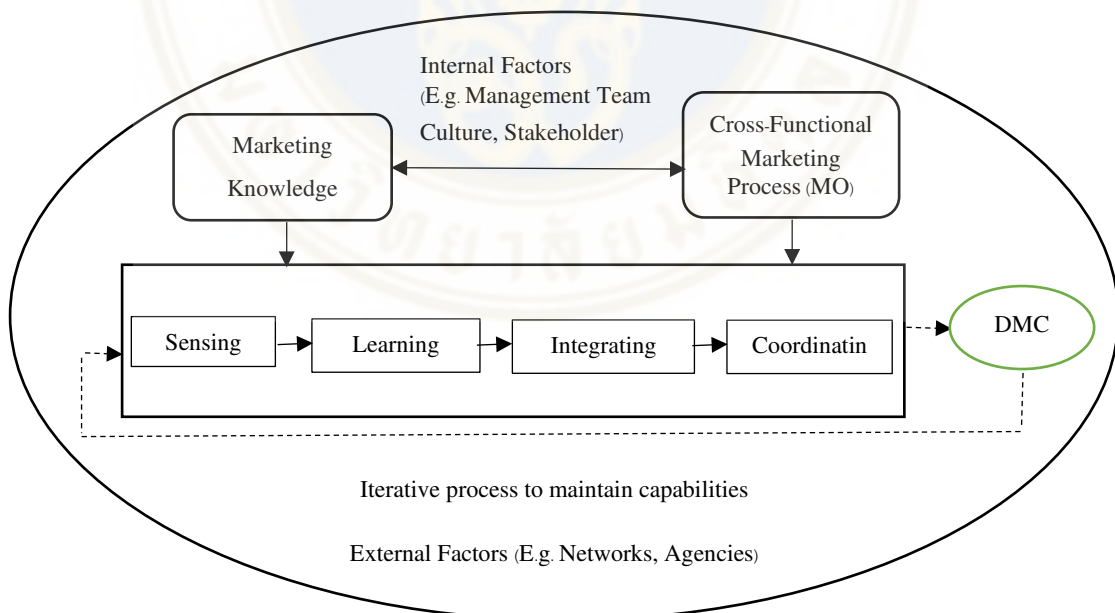 Internal Factors
(E.g. Management Team
Culture, Stakeholder)
Marketing
Knowledge
Cross-Functional
Marketing
Process (MO)
Sensing
Learning
Integrating
Coordinatin
DMC
Iterative process to maintain capabilities
External Factors (E.g. Networks, Agencies)